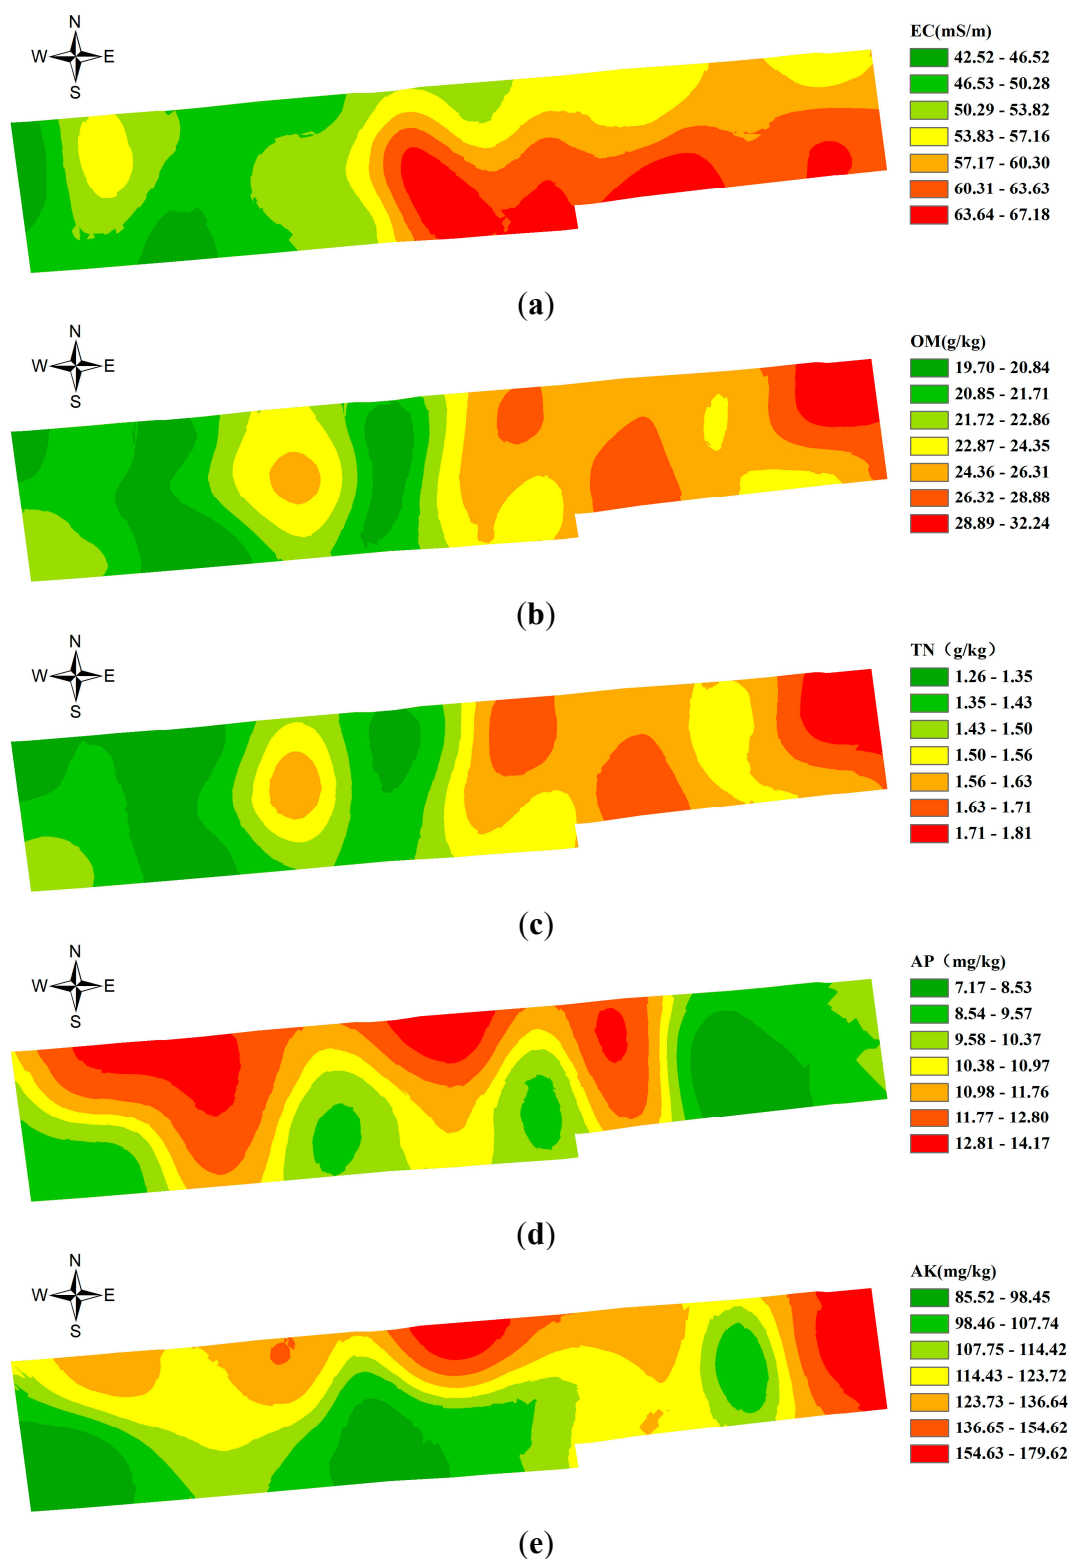 N
W E
S
EC(mS/m)
42.52 - 46.52
46.53 - 50.28
50.29 - 53.82
53.83 - 57.16
57.17 - 60.30
60.31 - 63.63
63.64 - 67.18
(a)
N
W E
S
OM(g/kg)
19.70 - 20.84
20.85 - 21.71
21.72 - 22.86
22.87 - 24.35
24.36 - 26.31
26.32 - 28.88
28.89 - 32.24
(b)
N
W E
S
TN（g/kg）
1.26 - 1.35
1.35 - 1.43
1.43 - 1.50
1.50 - 1.56
1.56 - 1.63
1.63 - 1.71
1.71 - 1.81
(c)
N
W E
S
AP（mg/kg)
7.17 - 8.53
8.54 - 9.57
9.58 - 10.37
10.38 - 10.97
10.98 - 11.76
11.77 - 12.80
12.81 - 14.17
(d)
N
W E
S
AK(mg/kg)
85.52 - 98.45
98.46 - 107.74
107.75 - 114.42
114.43 - 123.72
123.73 - 136.64
136.65 - 154.62
154.63 - 179.62
(e)